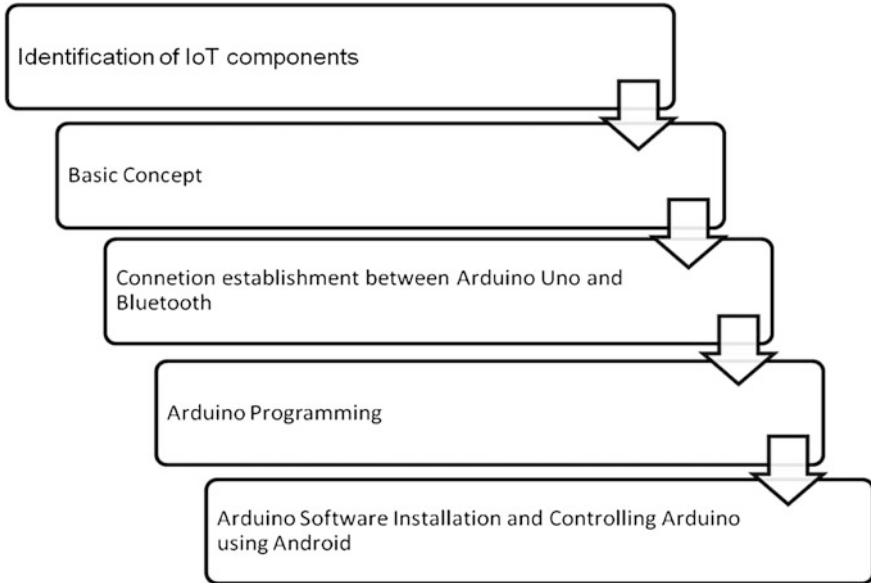 Identification of IoT components
Basic Concept
Connetion establishment between Arduino Uno and
Bluetooth
Arduino Programming
Arduino Software Installation and Controlling Arduino
using Android